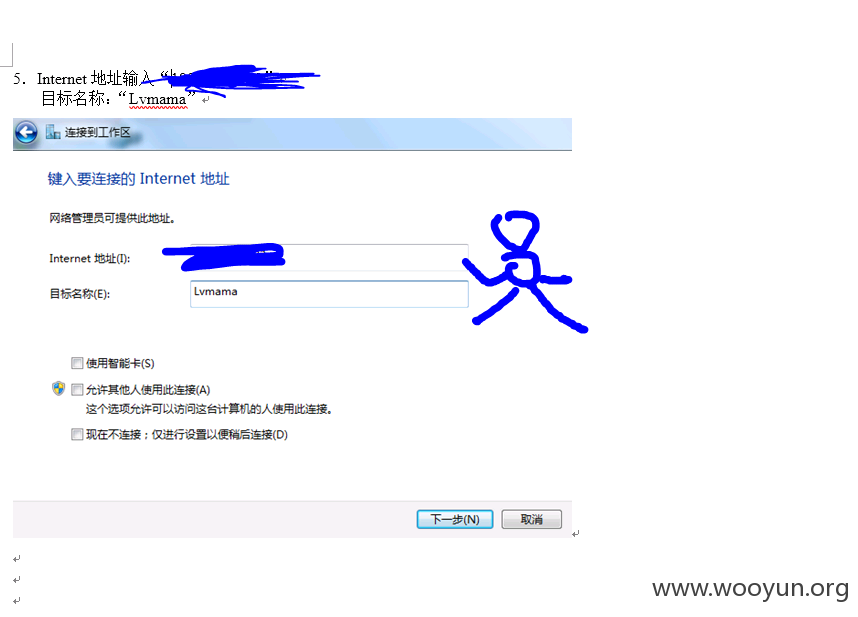 5. Internet 地址输入“
目标名称:“Lvmama”
连接到工作区
键入要连接的 Internet 地址
网络管理员可提供此地址。
Internet 地址(I):
目标名称(E):
Lvmama
使用智能卡(S)
允许其他人使用此连接(A)
这个选项允许可以访问这台计算机的人使用此连接。
现在不连接；仅进行设置以便稍后连接(D)
下一步(N)
取消
www.wooyun.org